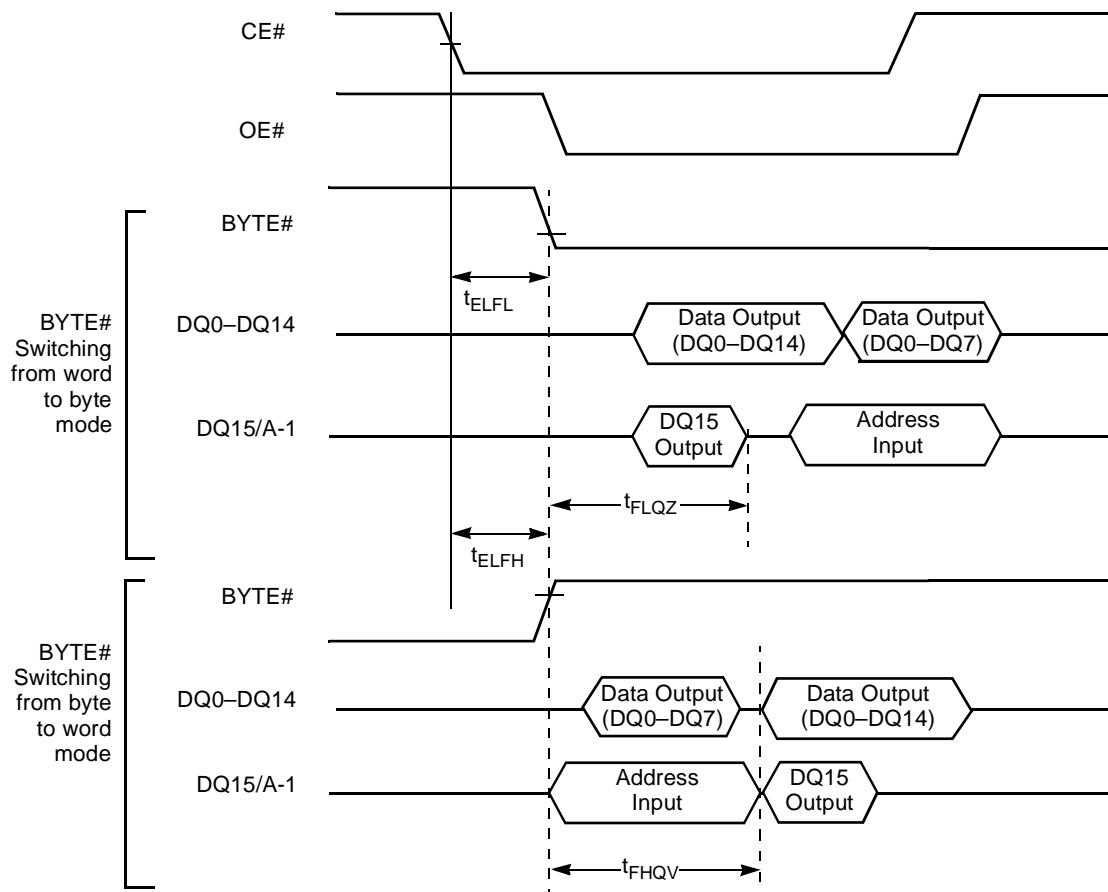 CE#
OE#
BYTE#
tELFL
BYTE#
Switching
from word
to byte
mode
DQ0–DQ14
Data Output
(DQ0–DQ14)
Data Output
(DQ0–DQ7)
DQ15/A-1
DQ15
Output
Address
Input
tFLQZ
tELFH
BYTE#
BYTE#
Switching
from byte
to word
mode
DQ0–DQ14
Data Output
(DQ0–DQ7)
Data Output
(DQ0–DQ14)
DQ15/A-1
Address
Input
DQ15
Output
tFHQV